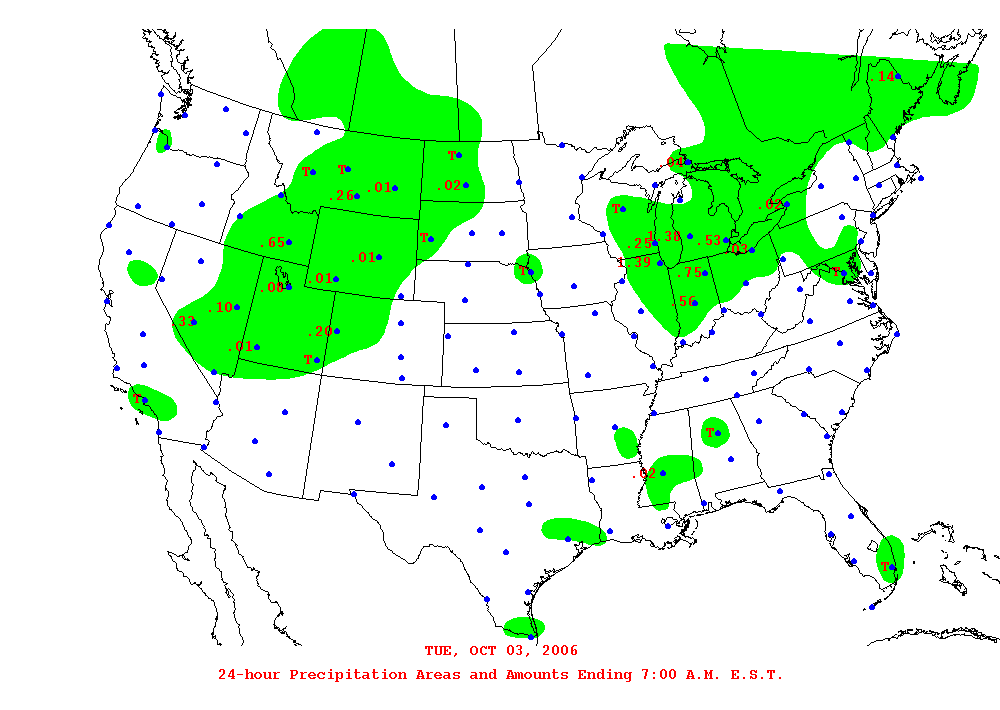 .14
T
.04
T
T
.26
.01
.02
.02
T
T
.65
.25
1.38
.53
.03
.01
1.39
T
T
.75
.01
.08
.10
.56
.33
.20
.01
T
T
T
.02
T
TUE, OCT 03, 2006
24-hour Precipitation Areas and Amounts Ending 7:00 A.M. E.S.T.